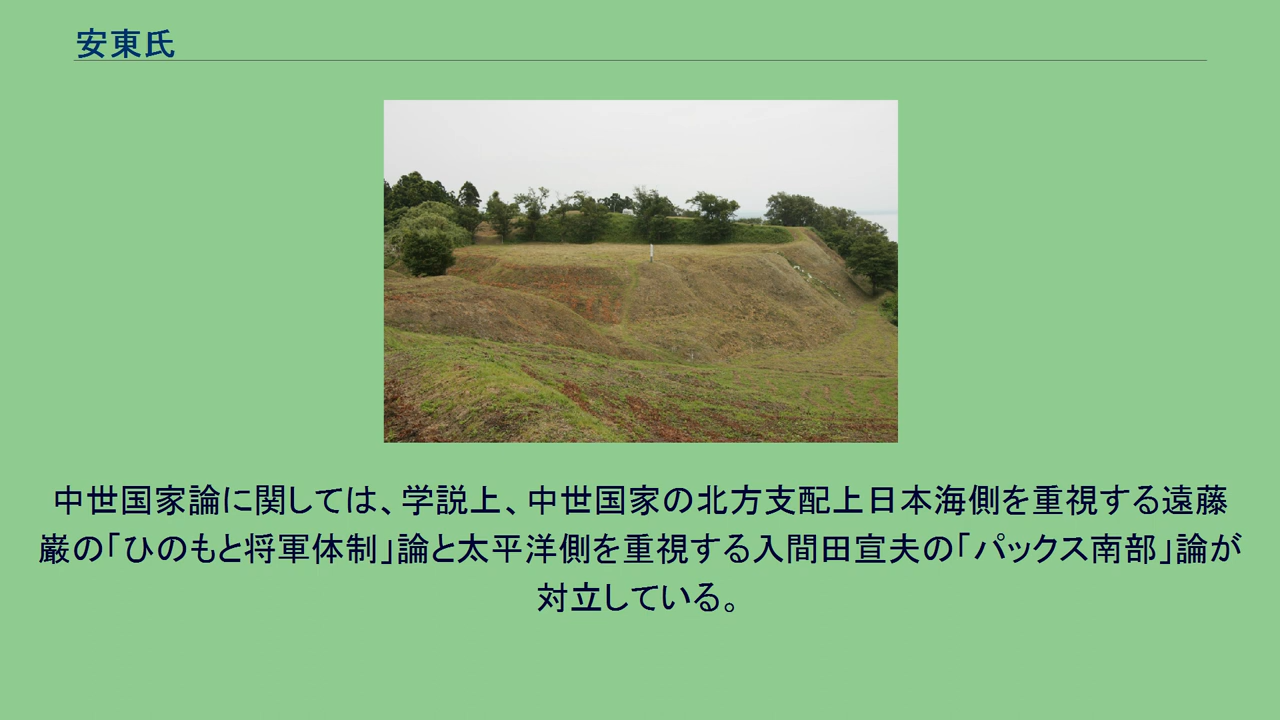 安東氏
中世国家論に関しては、学説上、中世国家の北方支配上日本海側を重視する遠藤
巌の「ひのもと将軍体制」論と太平洋側を重視する入間田宣夫の「パックス南部」論が
対立している。